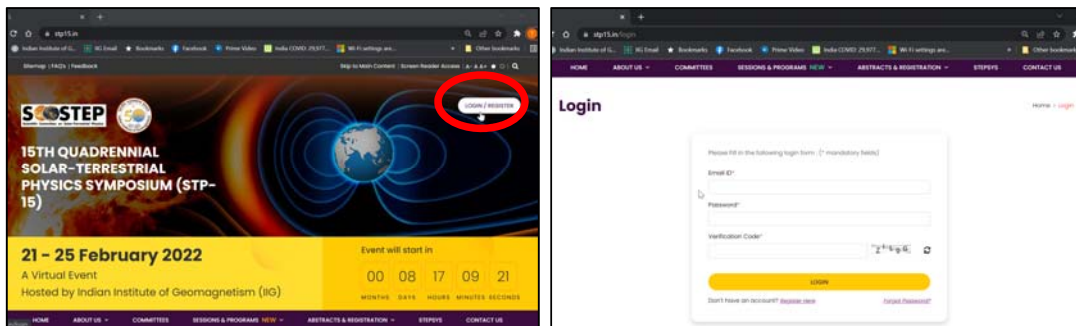 stp15.in
Indian Institute of G...
IIG Email
Bookmarks
Facebook
Prime Video
India COVID: 29,977...
Wi-Fi settings are...
Other bookmarks
Sitemap | FAQs | Feedback
Skip to Main Content | Screen Reader Access | A- A A+
LOGIN / REGISTER
SCOSTEP
15TH QUADRENNIAL
SOLAR-TERRESTRIAL
PHYSICS SYMPOSIUM (STP-
15)
21 - 25 February 2022
A Virtual Event
Hosted by Indian Institute of Geomagnetism (IIG)
Event will start in
00 08 17 09 21
MONTHS DAYS HOURS MINUTES SECONDS
HOME ABOUT US COMMITTEES SESSIONS & PROGRAMS NEW ABSTRACTS & REGISTRATION STEPSYS CONTACT US
stp15.in/login
Indian Institute of G...
IIG Email
Bookmarks
Facebook
Prime Video
India COVID: 29,977...
Wi-Fi settings are...
Other bookmarks
HOME ABOUT US COMMITTEES SESSIONS & PROGRAMS NEW ABSTRACTS & REGISTRATION STEPSYS CONTACT US
Login
Home Login
Please fill in the following login form : (* mandatory fields)
Email ID*
Password*
Verification Code*
LOGIN
Don't have an account? Register Here
Forgot Password?